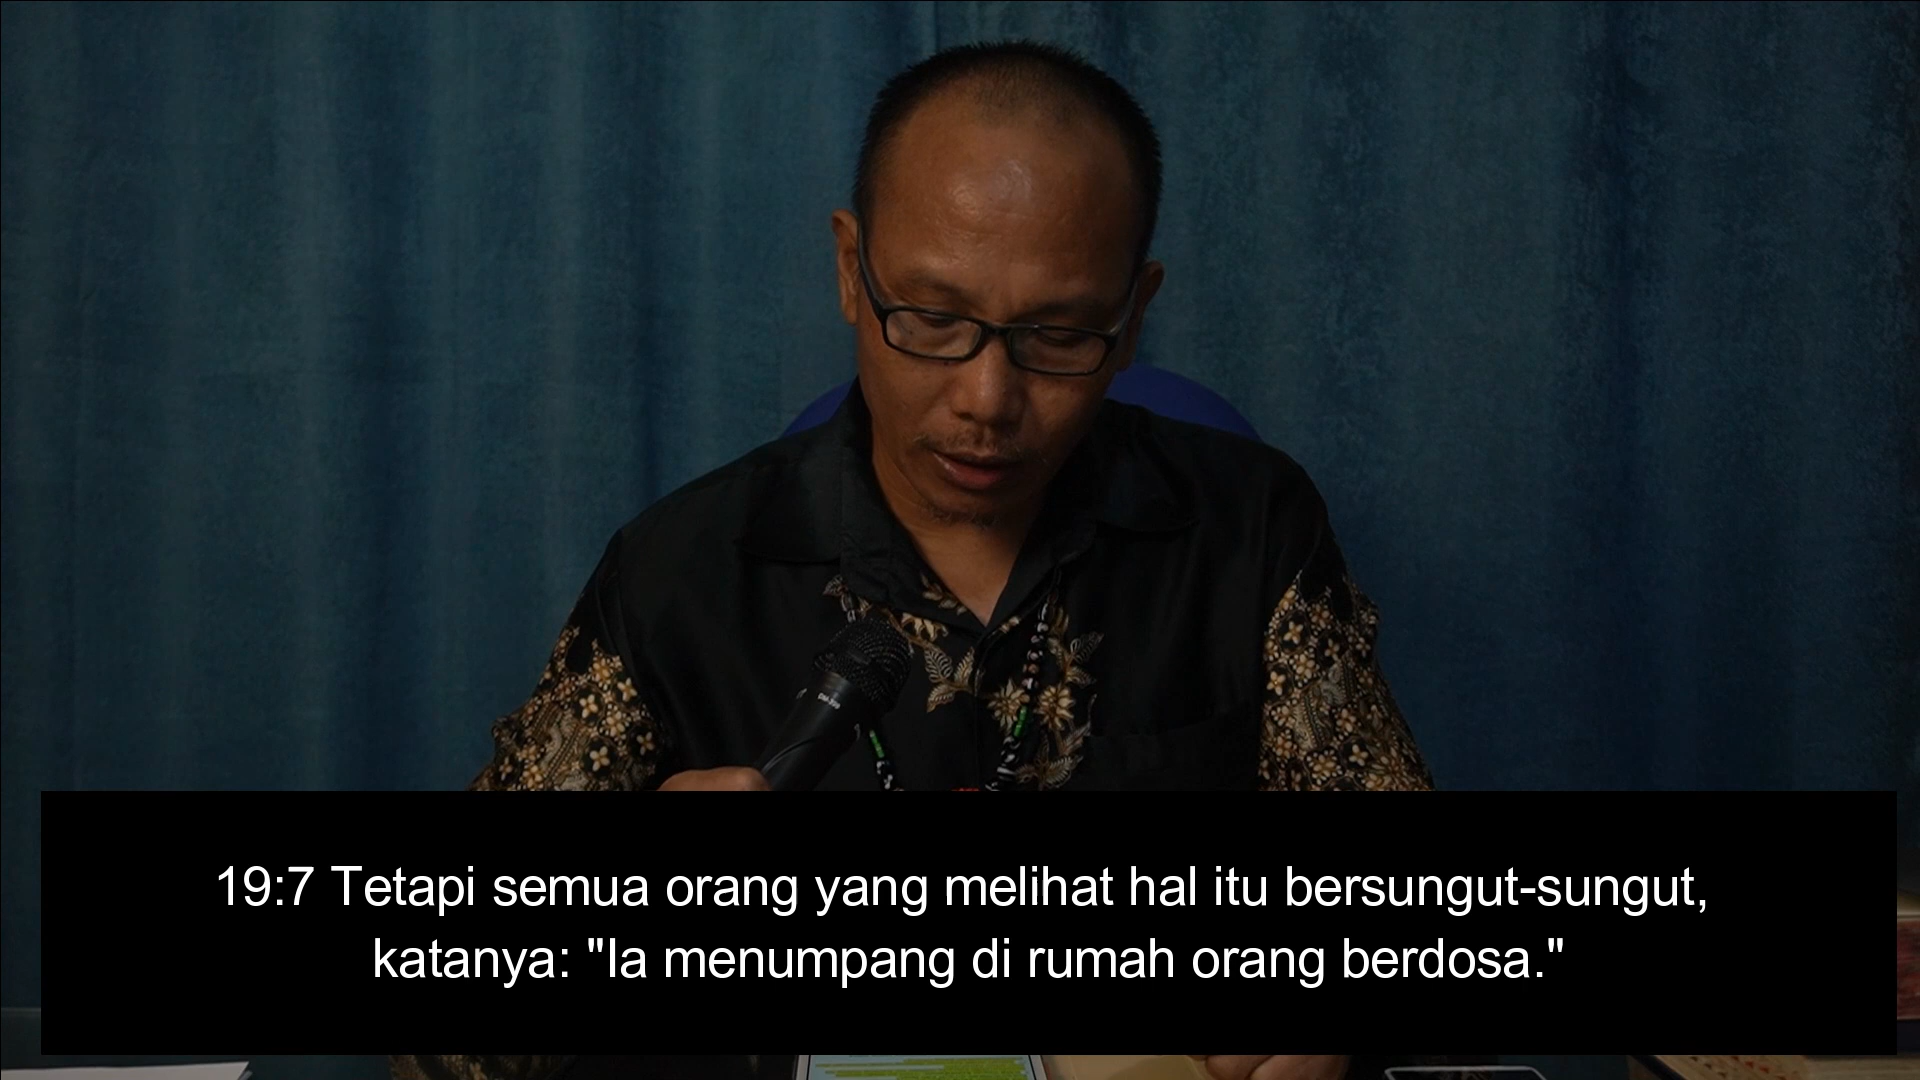 19:7 Tetapi semua orang yang melihat hal itu bersungut-sungut,
katanya: "Ia menumpang di rumah orang berdosa."